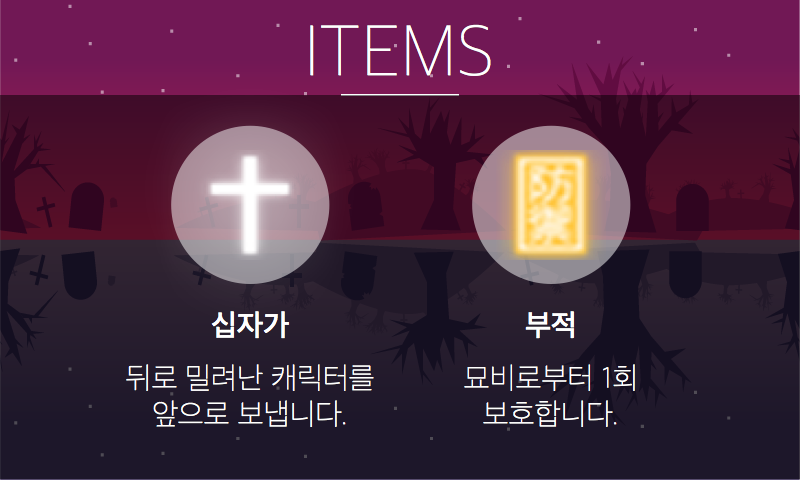 ITEMS
십자가
부적
뒤로 밀려난 캐릭터를
앞으로 보냅니다.
묘비로부터 1회
보호합니다.